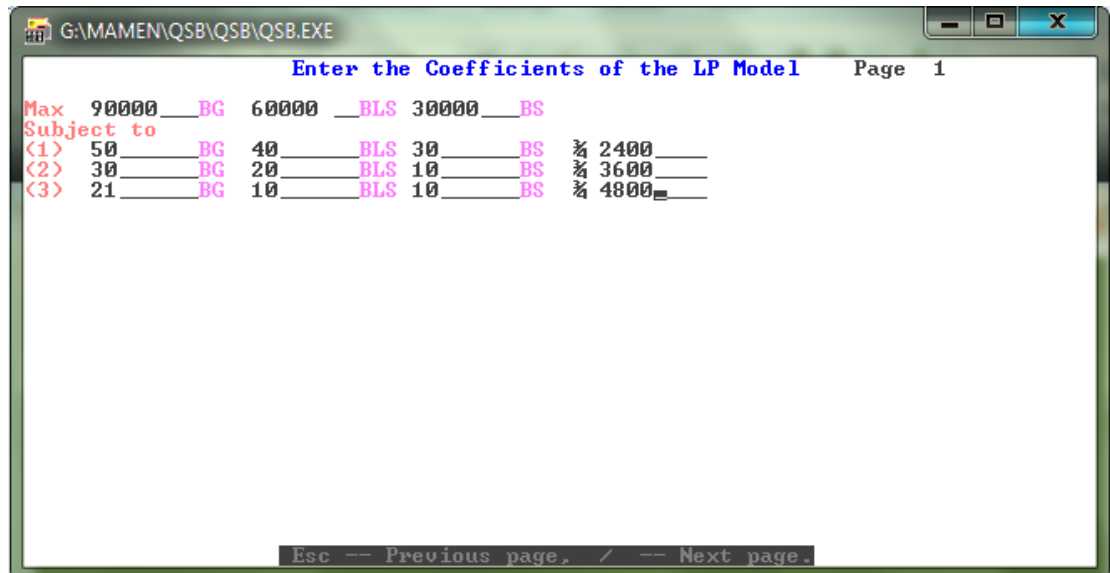 G:\MAMEN\QSB\QSB\QSB.EXE
Enter the Coefficients of the LP Model Page 1
Max 90000___BG 60000 __BLS 30000___BS
Subject to
(1) 50_______BG 40_______BLS 30_______BS ¾ 2400____
(2) 30_______BG 20_______BLS 10_______BS ¾ 3600____
(3) 21_______BG 10_______BLS 10_______BS ¾ 4800____
Esc -- Previous page, / -- Next page.